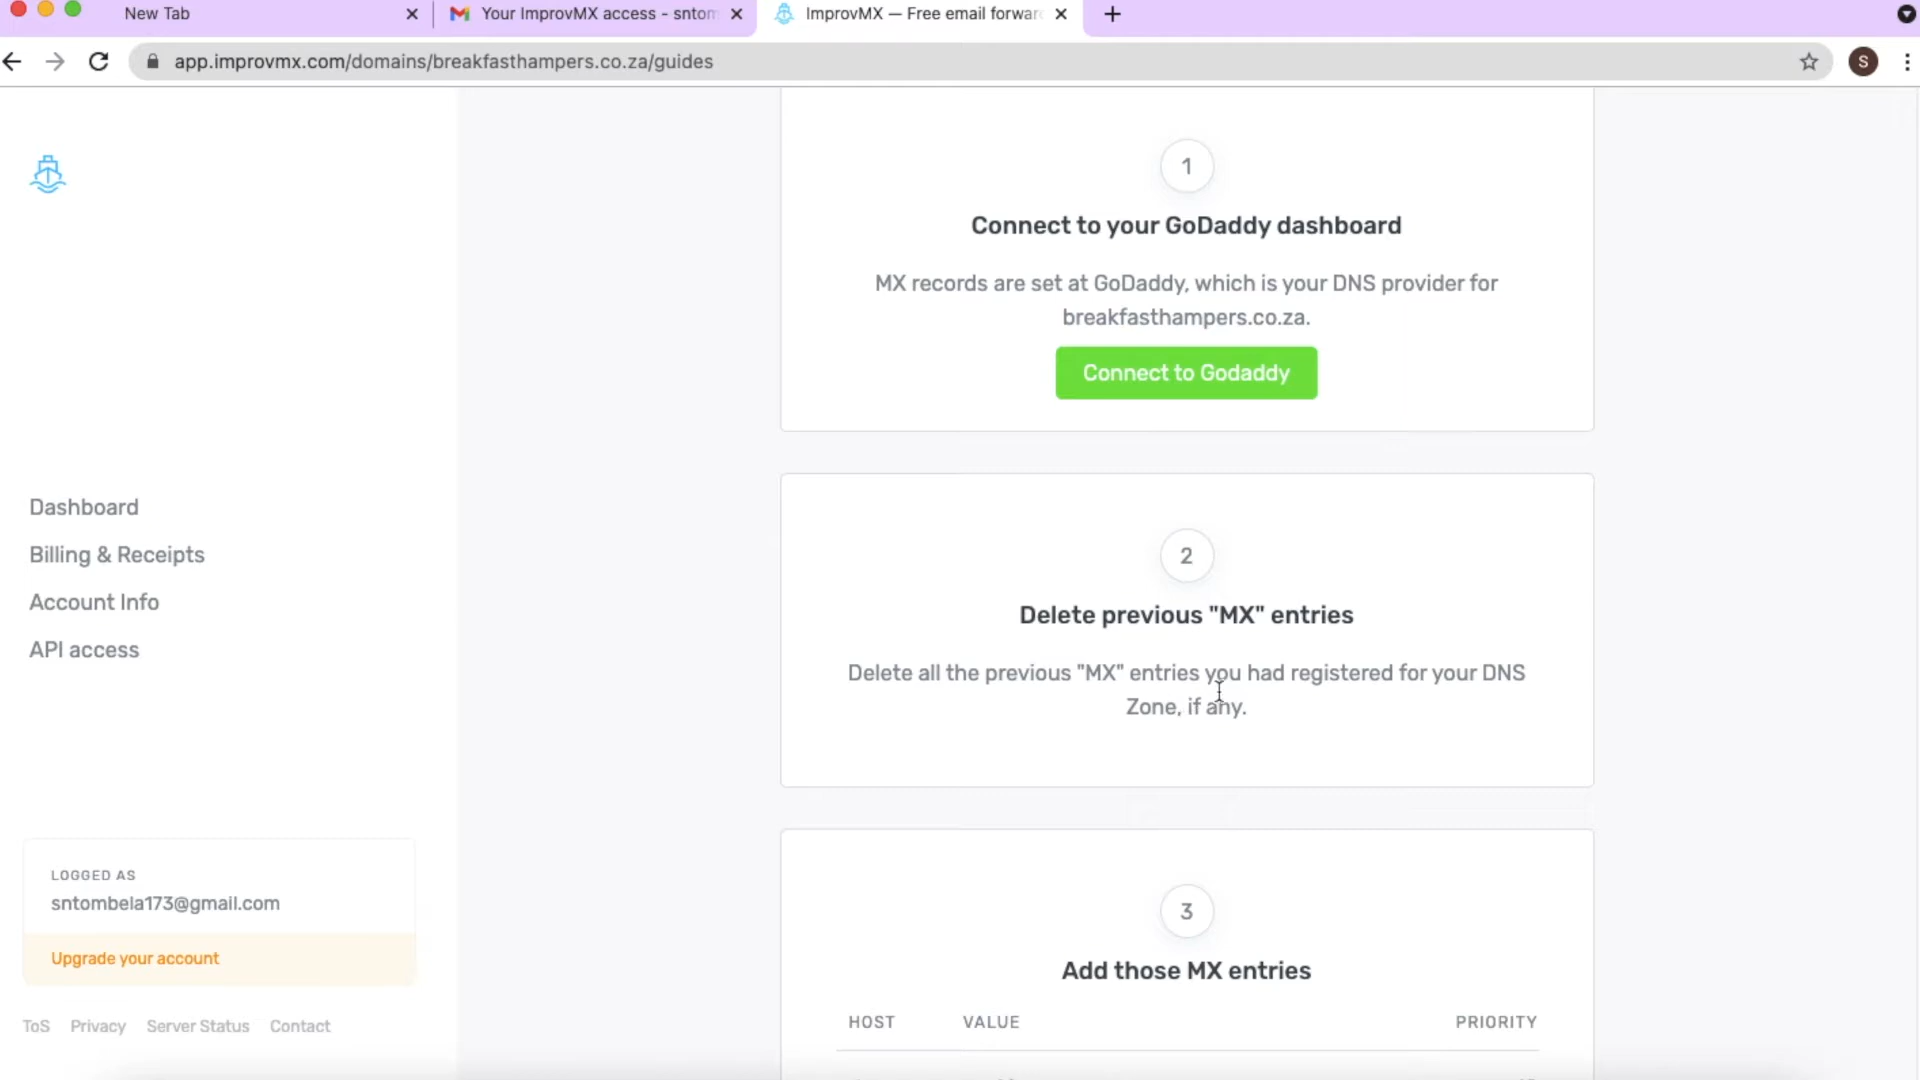 New Tab
Your ImprovMX access - sntom
ImprovMX — Free email forwar
app.improvmx.com/domains/breakfasthampers.co.za/guides
S
1
Connect to your GoDaddy dashboard
MX records are set at GoDaddy, which is your DNS provider for
breakfasthampers.co.za.
Connect to Godaddy
Dashboard
Billing & Receipts
Account Info
API access
2
Delete previous "MX" entries
Delete all the previous "MX" entries you had registered for your DNS
Zone, if any.
LOGGED AS
sntombela173@gmail.com
Upgrade your account
ToS Privacy Server Status Contact
3
Add those MX entries
HOST VALUE PRIORITY